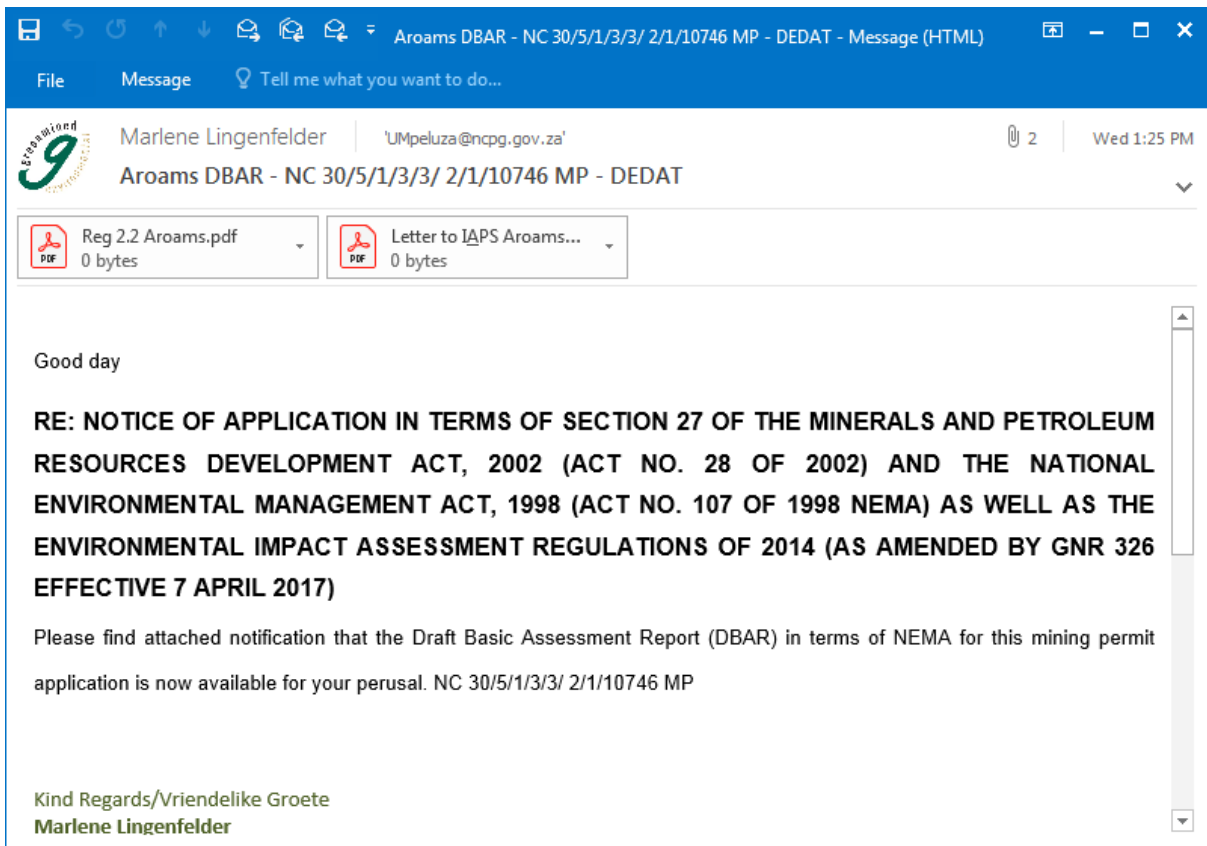 Aroams DBAR - NC 30/5/1/3/3/ 2/1/10746 MP - DEDAT - Message (HTML)
File Message Tell me what you want to do...
greenmined
Marlene Lingenfelder 'UMpeluza@ncpg.gov.za' 2 Wed 1:25 PM
Aroams DBAR - NC 30/5/1/3/3/ 2/1/10746 MP - DEDAT
Reg 2.2 Aroams.pdf
0 bytes
Letter to IAPS Aroams...
0 bytes
PDF
PDF
Good day
RE: NOTICE OF APPLICATION IN TERMS OF SECTION 27 OF THE MINERALS AND PETROLEUM
RESOURCES DEVELOPMENT ACT, 2002 (ACT NO. 28 OF 2002) AND THE NATIONAL
ENVIRONMENTAL MANAGEMENT ACT, 1998 (ACT NO. 107 OF 1998 NEMA) AS WELL AS THE
ENVIRONMENTAL IMPACT ASSESSMENT REGULATIONS OF 2014 (AS AMENDED BY GNR 326
EFFECTIVE 7 APRIL 2017)
Please find attached notification that the Draft Basic Assessment Report (DBAR) in terms of NEMA for this mining permit
application is now available for your perusal. NC 30/5/1/3/3/ 2/1/10746 MP
Kind Regards/Vriendelike Groete
Marlene Lingenfelder